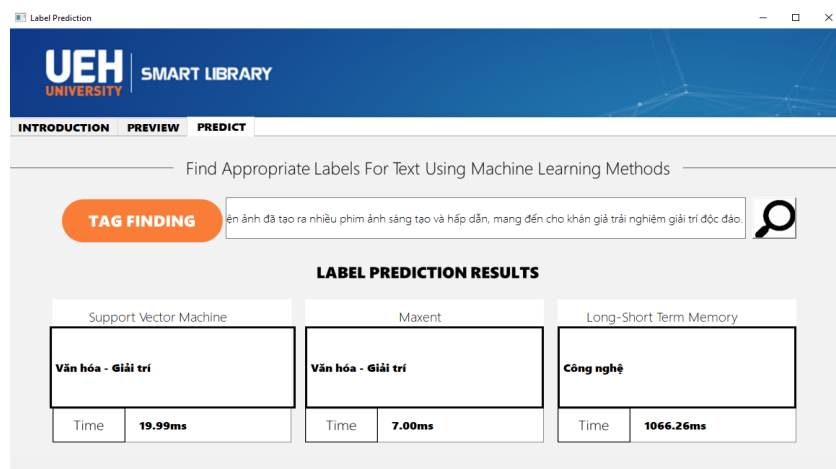 Label Prediction
UEH
UNIVERSITY
SMART LIBRARY
INTRODUCTION PREVIEW PREDICT
Find Appropriate Labels For Text Using Machine Learning Methods
TAG FINDING
ện ảnh đã tạo ra nhiều phim ảnh sáng tạo và hấp dẫn, mang đến cho khán giả trải nghiệm giải trí độc đáo.
LABEL PREDICTION RESULTS
Support Vector Machine Maxent Long-Short Term Memory
Văn hóa - Giải trí Văn hóa - Giải trí Công nghệ
Time 19.99ms Time 7.00ms Time 1066.26ms